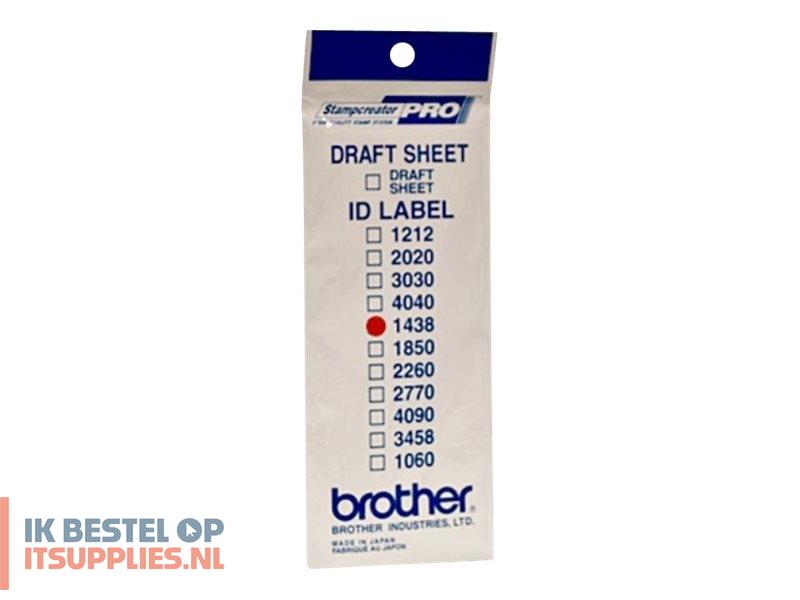 Stampcreator PRO
DRAFT SHEET
DRAFT
SHEET
ID LABEL
1212
2020
3030
4040
1438
1850
2260
2770
4090
3458
1060
brother
BROTHER INDUSTRIES, LTD.
MADE IN JAPAN
FABRIQUÉ AU JAPON
IK BESTEL OP
ITSUPPLIES.NL